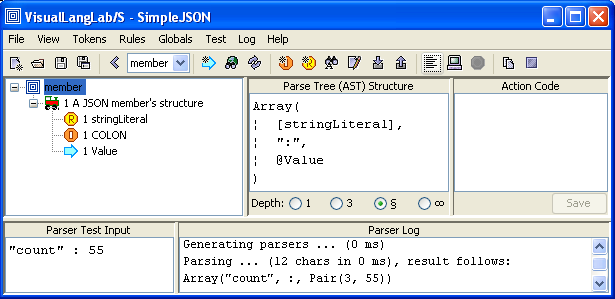 VisualLangLab/S - SimpleJSON
File View Tokens Rules Globals Test Log Help
member
member
1 A JSON member's structure
R 1 stringLiteral
1 COLON
1 Value
Parse Tree (AST) Structure
Array(
¦ [stringLiteral],
¦ ":",
¦ @Value
)
Depth: 1 3 § ∞
Action Code
Save
Parser Test Input
"count" : 55
Parser Log
Generating parsers ... (0 ms)
Parsing ... (12 chars in 0 ms), result follows:
Array("count", :, Pair(3, 55))